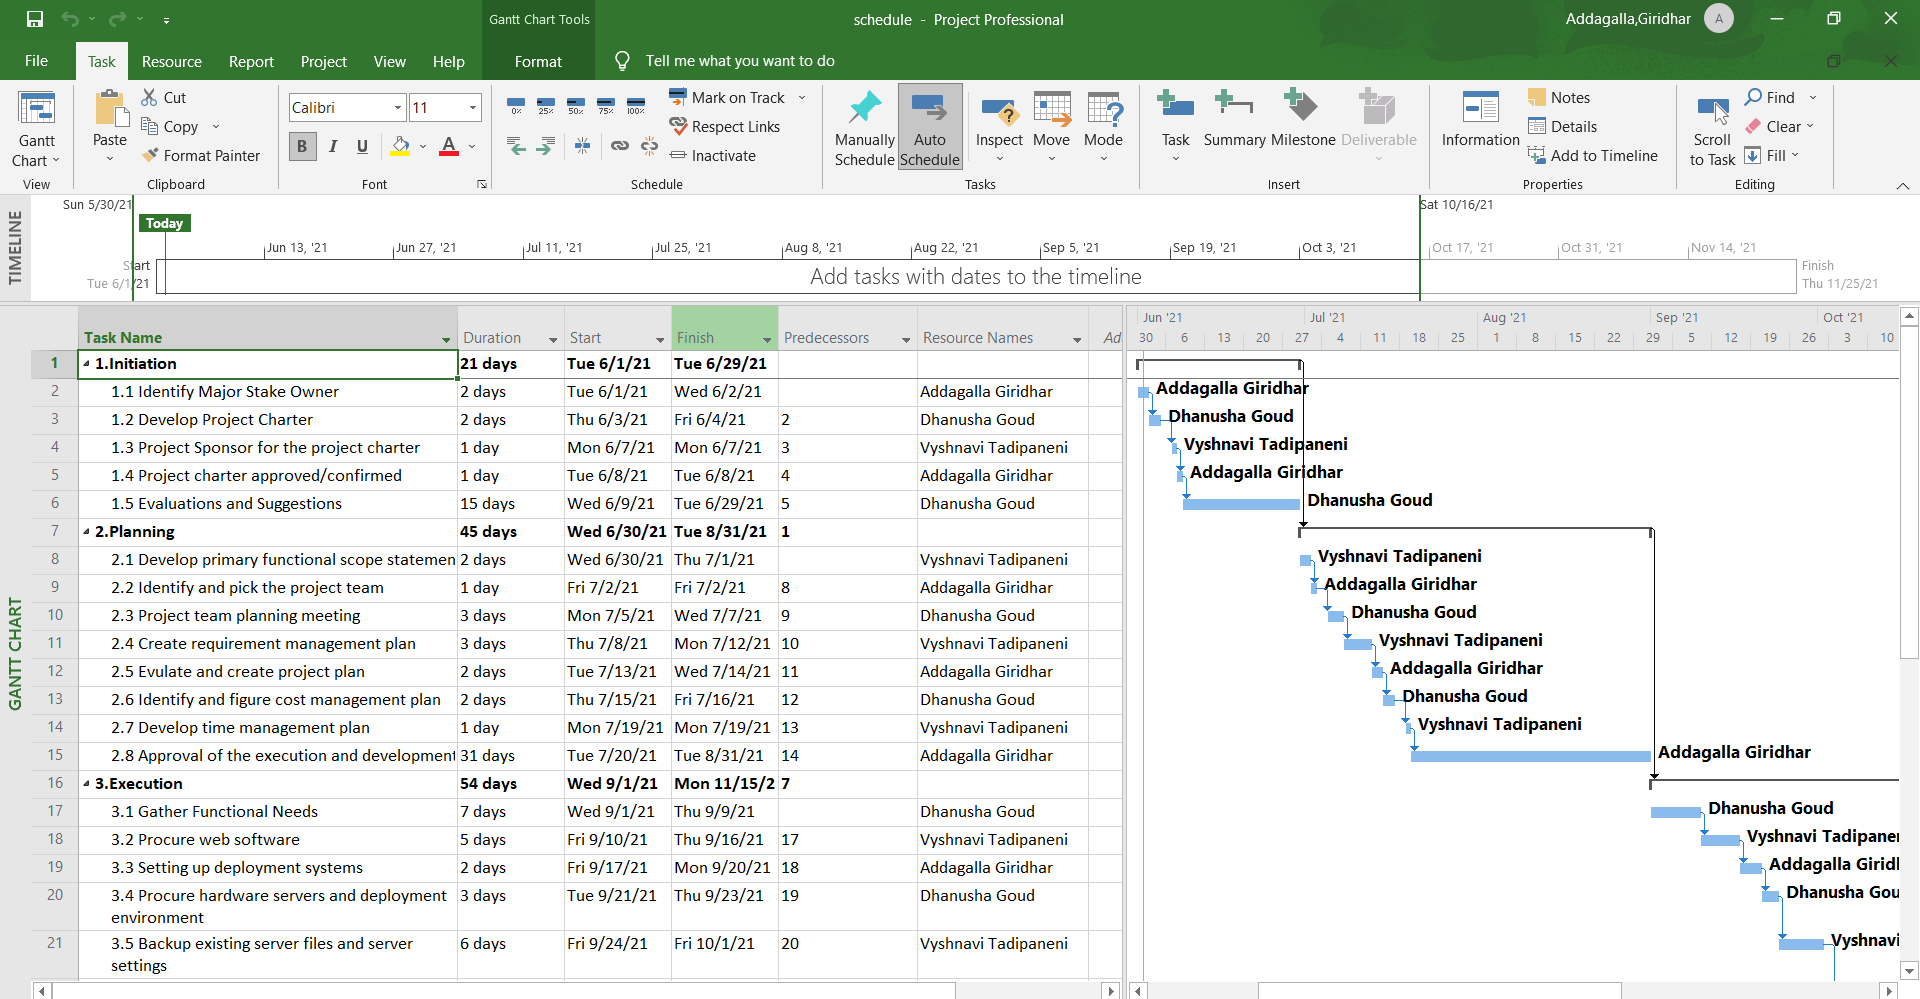 Gantt Chart Tools
schedule - Project Professional
Addagalla,Giridhar
A
File
Task
Resource
Report
Project
View
Help
Format
Tell me what you want to do
Gantt
Chart
View
Paste
Cut
Copy
Format Painter
Clipboard
Calibri
11
B I U
A
Font
0% 25% 50% 75% 100%
Mark on Track
Respect Links
Inactivate
Schedule
Manually
Schedule
Auto
Schedule
Inspect
Move
Mode
Tasks
Task
Summary
Milestone
Deliverable
Insert
Information
Notes
Details
Add to Timeline
Properties
Scroll
to Task
Find
Clear
Fill
Editing
TIMELINE
Sun 5/30/21
Sat 10/16/21
Today
Jun 13, '21
Jun 27, '21
Jul 11, '21
Jul 25, '21
Aug 8, '21
Aug 22, '21
Sep 5, '21
Sep 19, '21
Oct 3, '21
Oct 17, '21
Oct 31, '21
Nov 14, '21
Start
Tue 6/1/21
Add tasks with dates to the timeline
Finish
Thu 11/25/21
GANTT CHART
Task Name Duration Start Finish Predecessors Resource Names Ad
1 1.Initiation 21 days Tue 6/1/21 Tue 6/29/21
2 1.1 Identify Major Stake Owner 2 days Tue 6/1/21 Wed 6/2/21 Addagalla Giridhar
3 1.2 Develop Project Charter 2 days Thu 6/3/21 Fri 6/4/21 2 Dhanusha Goud
4 1.3 Project Sponsor for the project charter 1 day Mon 6/7/21 Mon 6/7/21 3 Vyshnavi Tadipaneni
5 1.4 Project charter approved/confirmed 1 day Tue 6/8/21 Tue 6/8/21 4 Addagalla Giridhar
6 1.5 Evaluations and Suggestions 15 days Wed 6/9/21 Tue 6/29/21 5 Dhanusha Goud
7 2.Planning 45 days Wed 6/30/21 Tue 8/31/21 1
8 2.1 Develop primary functional scope statemen 2 days Wed 6/30/21 Thu 7/1/21 Vyshnavi Tadipaneni
9 2.2 Identify and pick the project team 1 day Fri 7/2/21 Fri 7/2/21 8 Addagalla Giridhar
10 2.3 Project team planning meeting 3 days Mon 7/5/21 Wed 7/7/21 9 Dhanusha Goud
11 2.4 Create requirement management plan 3 days Thu 7/8/21 Mon 7/12/21 10 Vyshnavi Tadipaneni
12 2.5 Evulate and create project plan 2 days Tue 7/13/21 Wed 7/14/21 11 Addagalla Giridhar
13 2.6 Identify and figure cost management plan 2 days Thu 7/15/21 Fri 7/16/21 12 Dhanusha Goud
14 2.7 Develop time management plan 1 day Mon 7/19/21 Mon 7/19/21 13 Vyshnavi Tadipaneni
15 2.8 Approval of the execution and development 31 days Tue 7/20/21 Tue 8/31/21 14 Addagalla Giridhar
16 3.Execution 54 days Wed 9/1/21 Mon 11/15/2 7
17 3.1 Gather Functional Needs 7 days Wed 9/1/21 Thu 9/9/21 Dhanusha Goud
18 3.2 Procure web software 5 days Fri 9/10/21 Thu 9/16/21 17 Vyshnavi Tadipaneni
19 3.3 Setting up deployment systems 2 days Fri 9/17/21 Mon 9/20/21 18 Addagalla Giridhar
20 3.4 Procure hardware servers and deployment 3 days Tue 9/21/21 Thu 9/23/21 19 Dhanusha Goud
environment
21 3.5 Backup existing server files and server 6 days Fri 9/24/21 Fri 10/1/21 20 Vyshnavi Tadipaneni
settings
Jun '21 Jul '21 Aug '21 Sep '21 Oct '21
30 6 13 20 27 4 11 18 25 1 8 15 22 29 5 12 19 26 3 10
Addagalla Giridhar
Dhanusha Goud
Vyshnavi Tadipaneni
Addagalla Giridhar
Dhanusha Goud
Vyshnavi Tadipaneni
Addagalla Giridhar
Dhanusha Goud
Vyshnavi Tadipaneni
Addagalla Giridhar
Dhanusha Goud
Vyshnavi Tadipaneni
Addagalla Giridhar
Dhanusha Goud
Vyshnavi Tadipaner
Addagalla Giridl
Dhanusha Gou
Vyshnavi